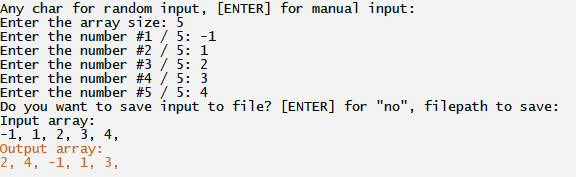 Any char for random input, [ENTER] for manual input:
Enter the array size: 5
Enter the number #1 / 5: -1
Enter the number #2 / 5: 1
Enter the number #3 / 5: 2
Enter the number #4 / 5: 3
Enter the number #5 / 5: 4
Do you want to save input to file? [ENTER] for "no", filepath to save:
Input array:
-1, 1, 2, 3, 4,
Output array:
2, 4, -1, 1, 3,